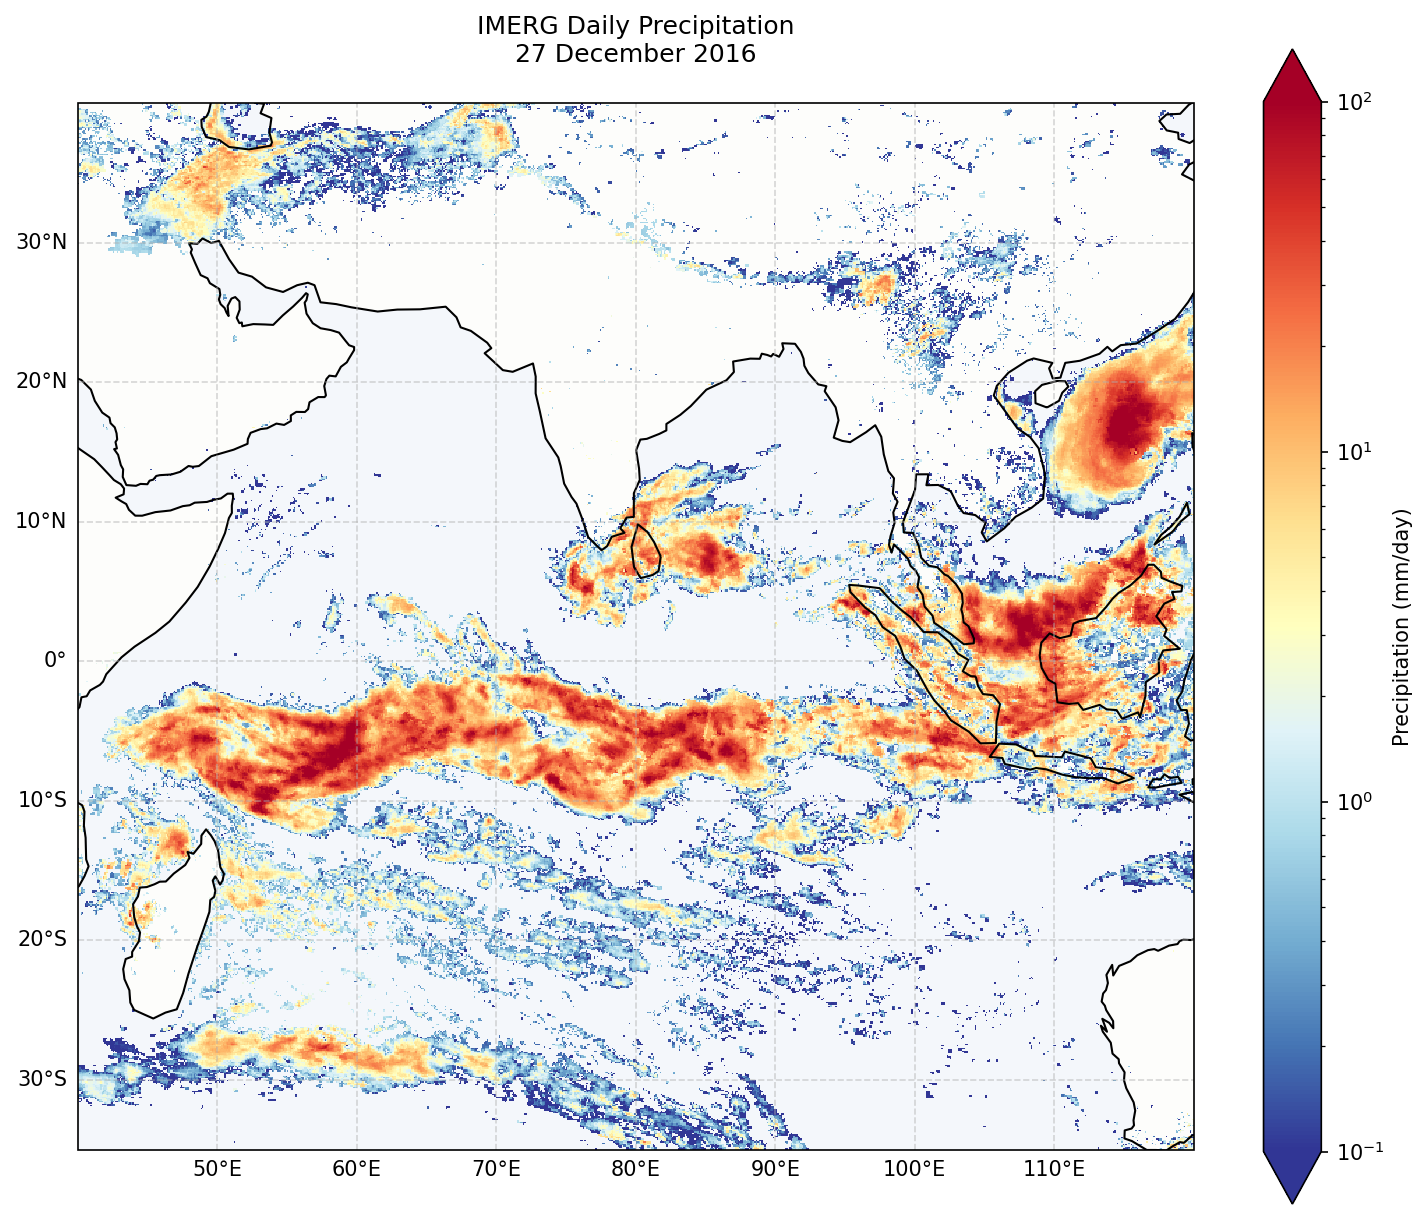 IMERG Daily Precipitation
27 December 2016
30°N
20°N
10°N
0°
10°S
20°S
30°S
50°E
60°E
70°E
80°E
90°E
100°E
110°E
10²
10¹
10⁰
10⁻¹
Precipitation (mm/day)